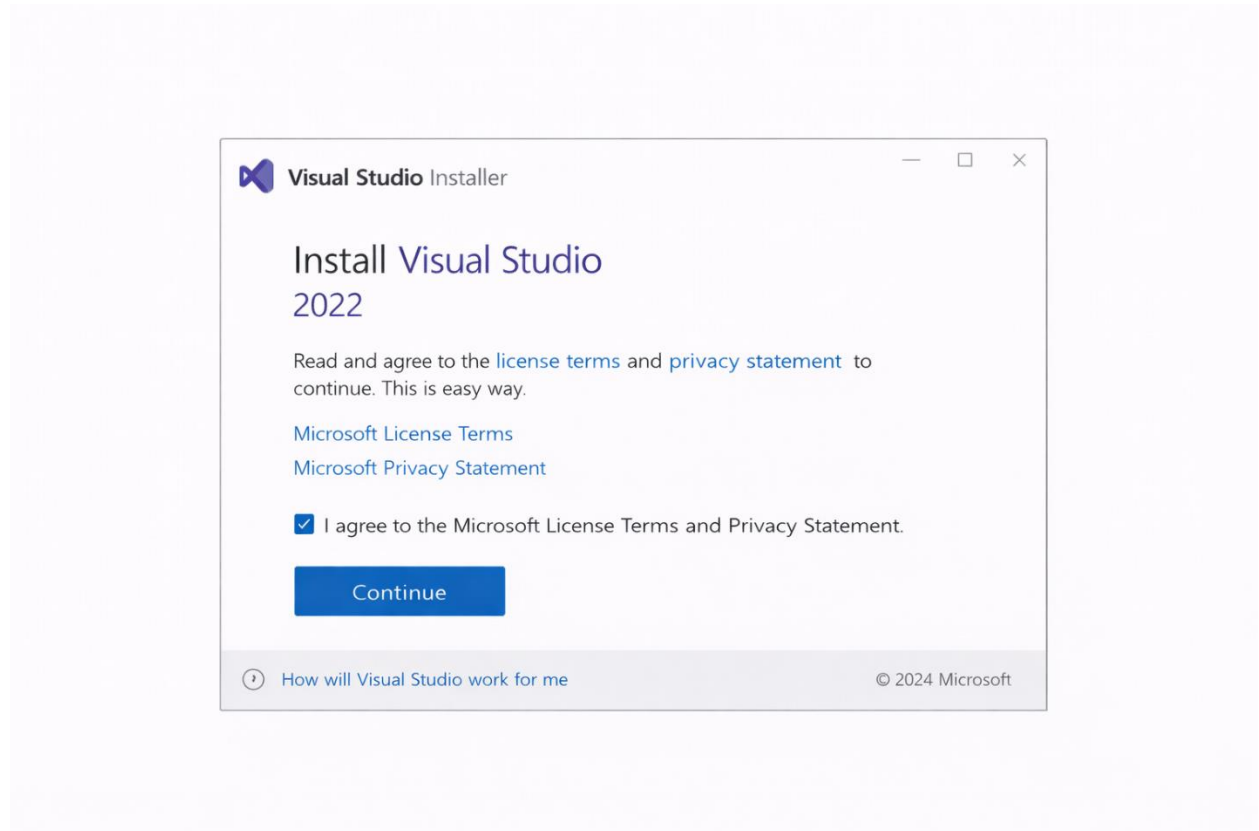 Visual Studio Installer
Install Visual Studio
2022
Read and agree to the license terms and privacy statement to
continue. This is easy way.
Microsoft License Terms
Microsoft Privacy Statement
I agree to the Microsoft License Terms and Privacy Statement.
Continue
How will Visual Studio work for me
© 2024 Microsoft